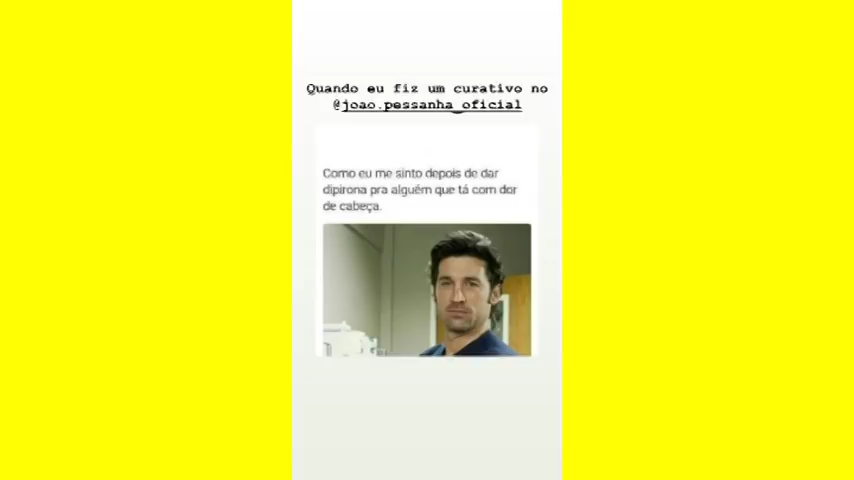 Quando eu fiz um curativo no
@joao.pessanha_oficial
Como eu me sinto depois de dar
dipirona pra alguém que tá com dor
de cabeça.